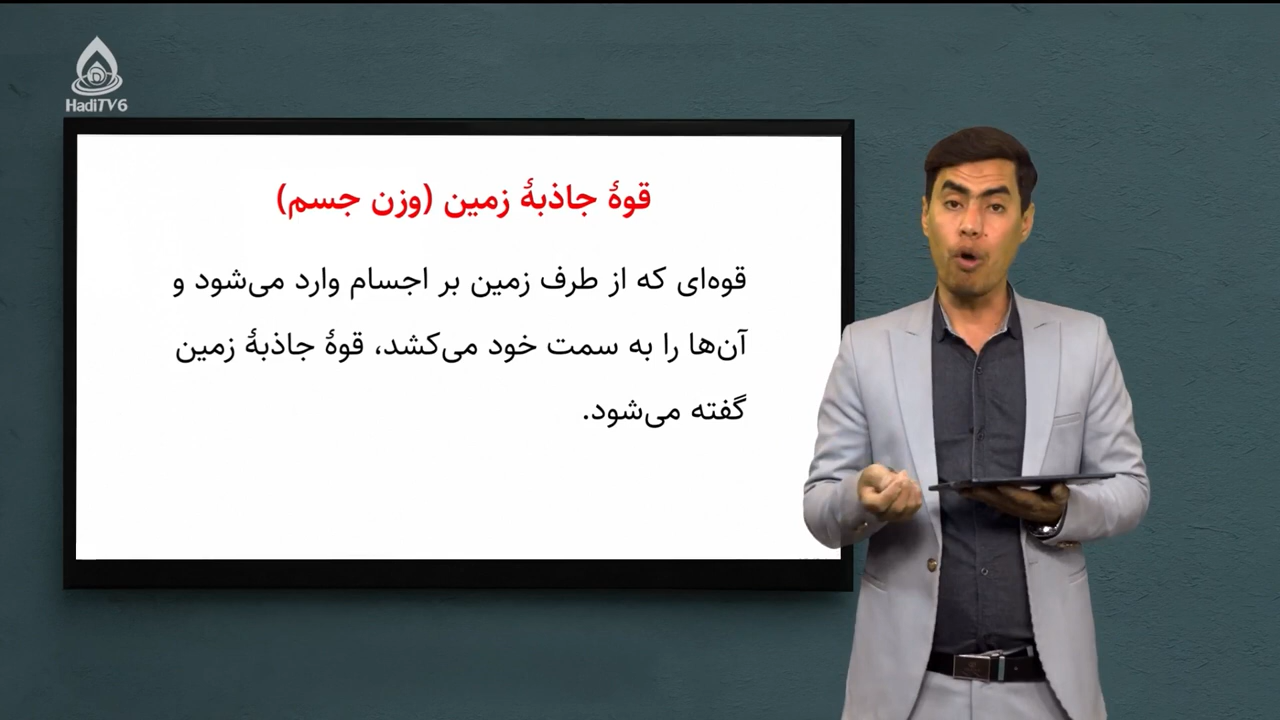 HadiTV6
قوهٔ جاذبهٔ زمین (وزن جسم)
قوه‌ای که از طرف زمین بر اجسام وارد می‌شود و
آن‌ها را به سمت خود می‌کشد، قوهٔ جاذبهٔ زمین
گفته می‌شود.